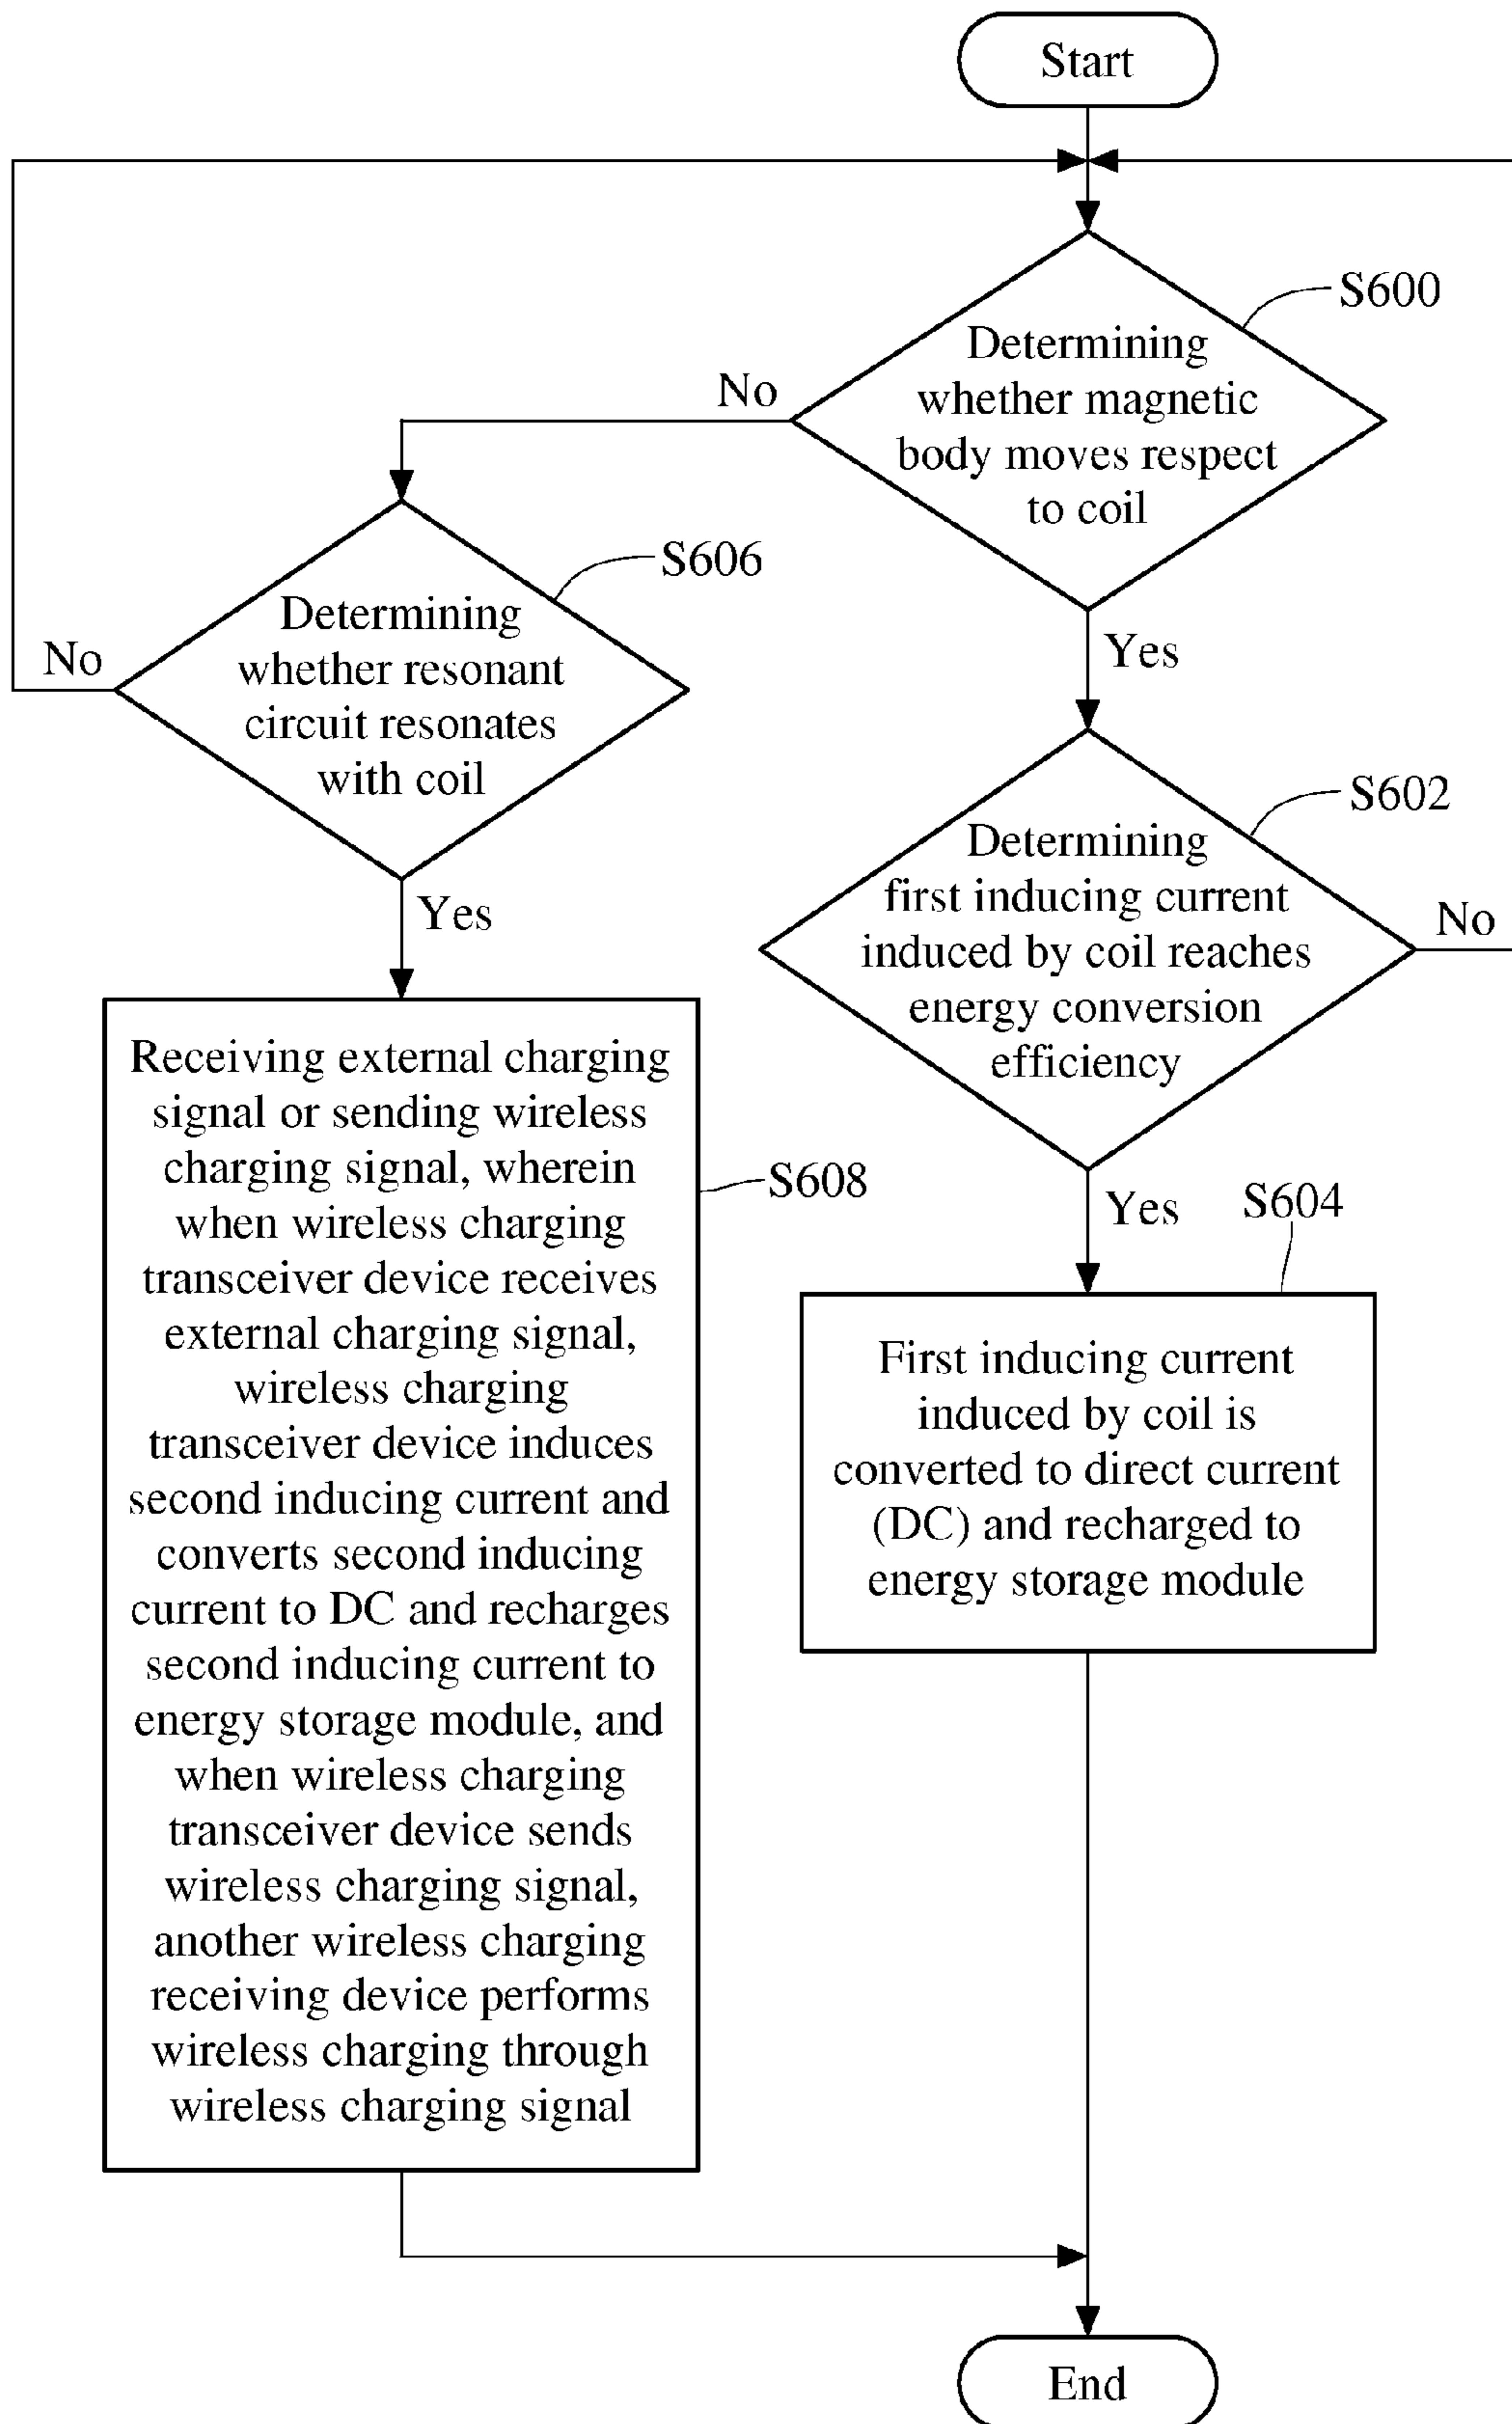 Start
S600
Determining
whether magnetic
body moves respect
to coil
No
Yes
S606
Determining
whether resonant
circuit resonates
with coil
No
Yes
S602
Determining
first inducing current
induced by coil reaches
energy conversion
efficiency
No
Yes
S608
Receiving external charging
signal or sending wireless
charging signal, wherein
when wireless charging
transceiver device receives
external charging signal,
wireless charging
transceiver device induces
second inducing current and
converts second inducing
current to DC and recharges
second inducing current to
energy storage module, and
when wireless charging
transceiver device sends
wireless charging signal,
another wireless charging
receiving device performs
wireless charging through
wireless charging signal
S604
First inducing current
induced by coil is
converted to direct current
(DC) and recharged to
energy storage module
End